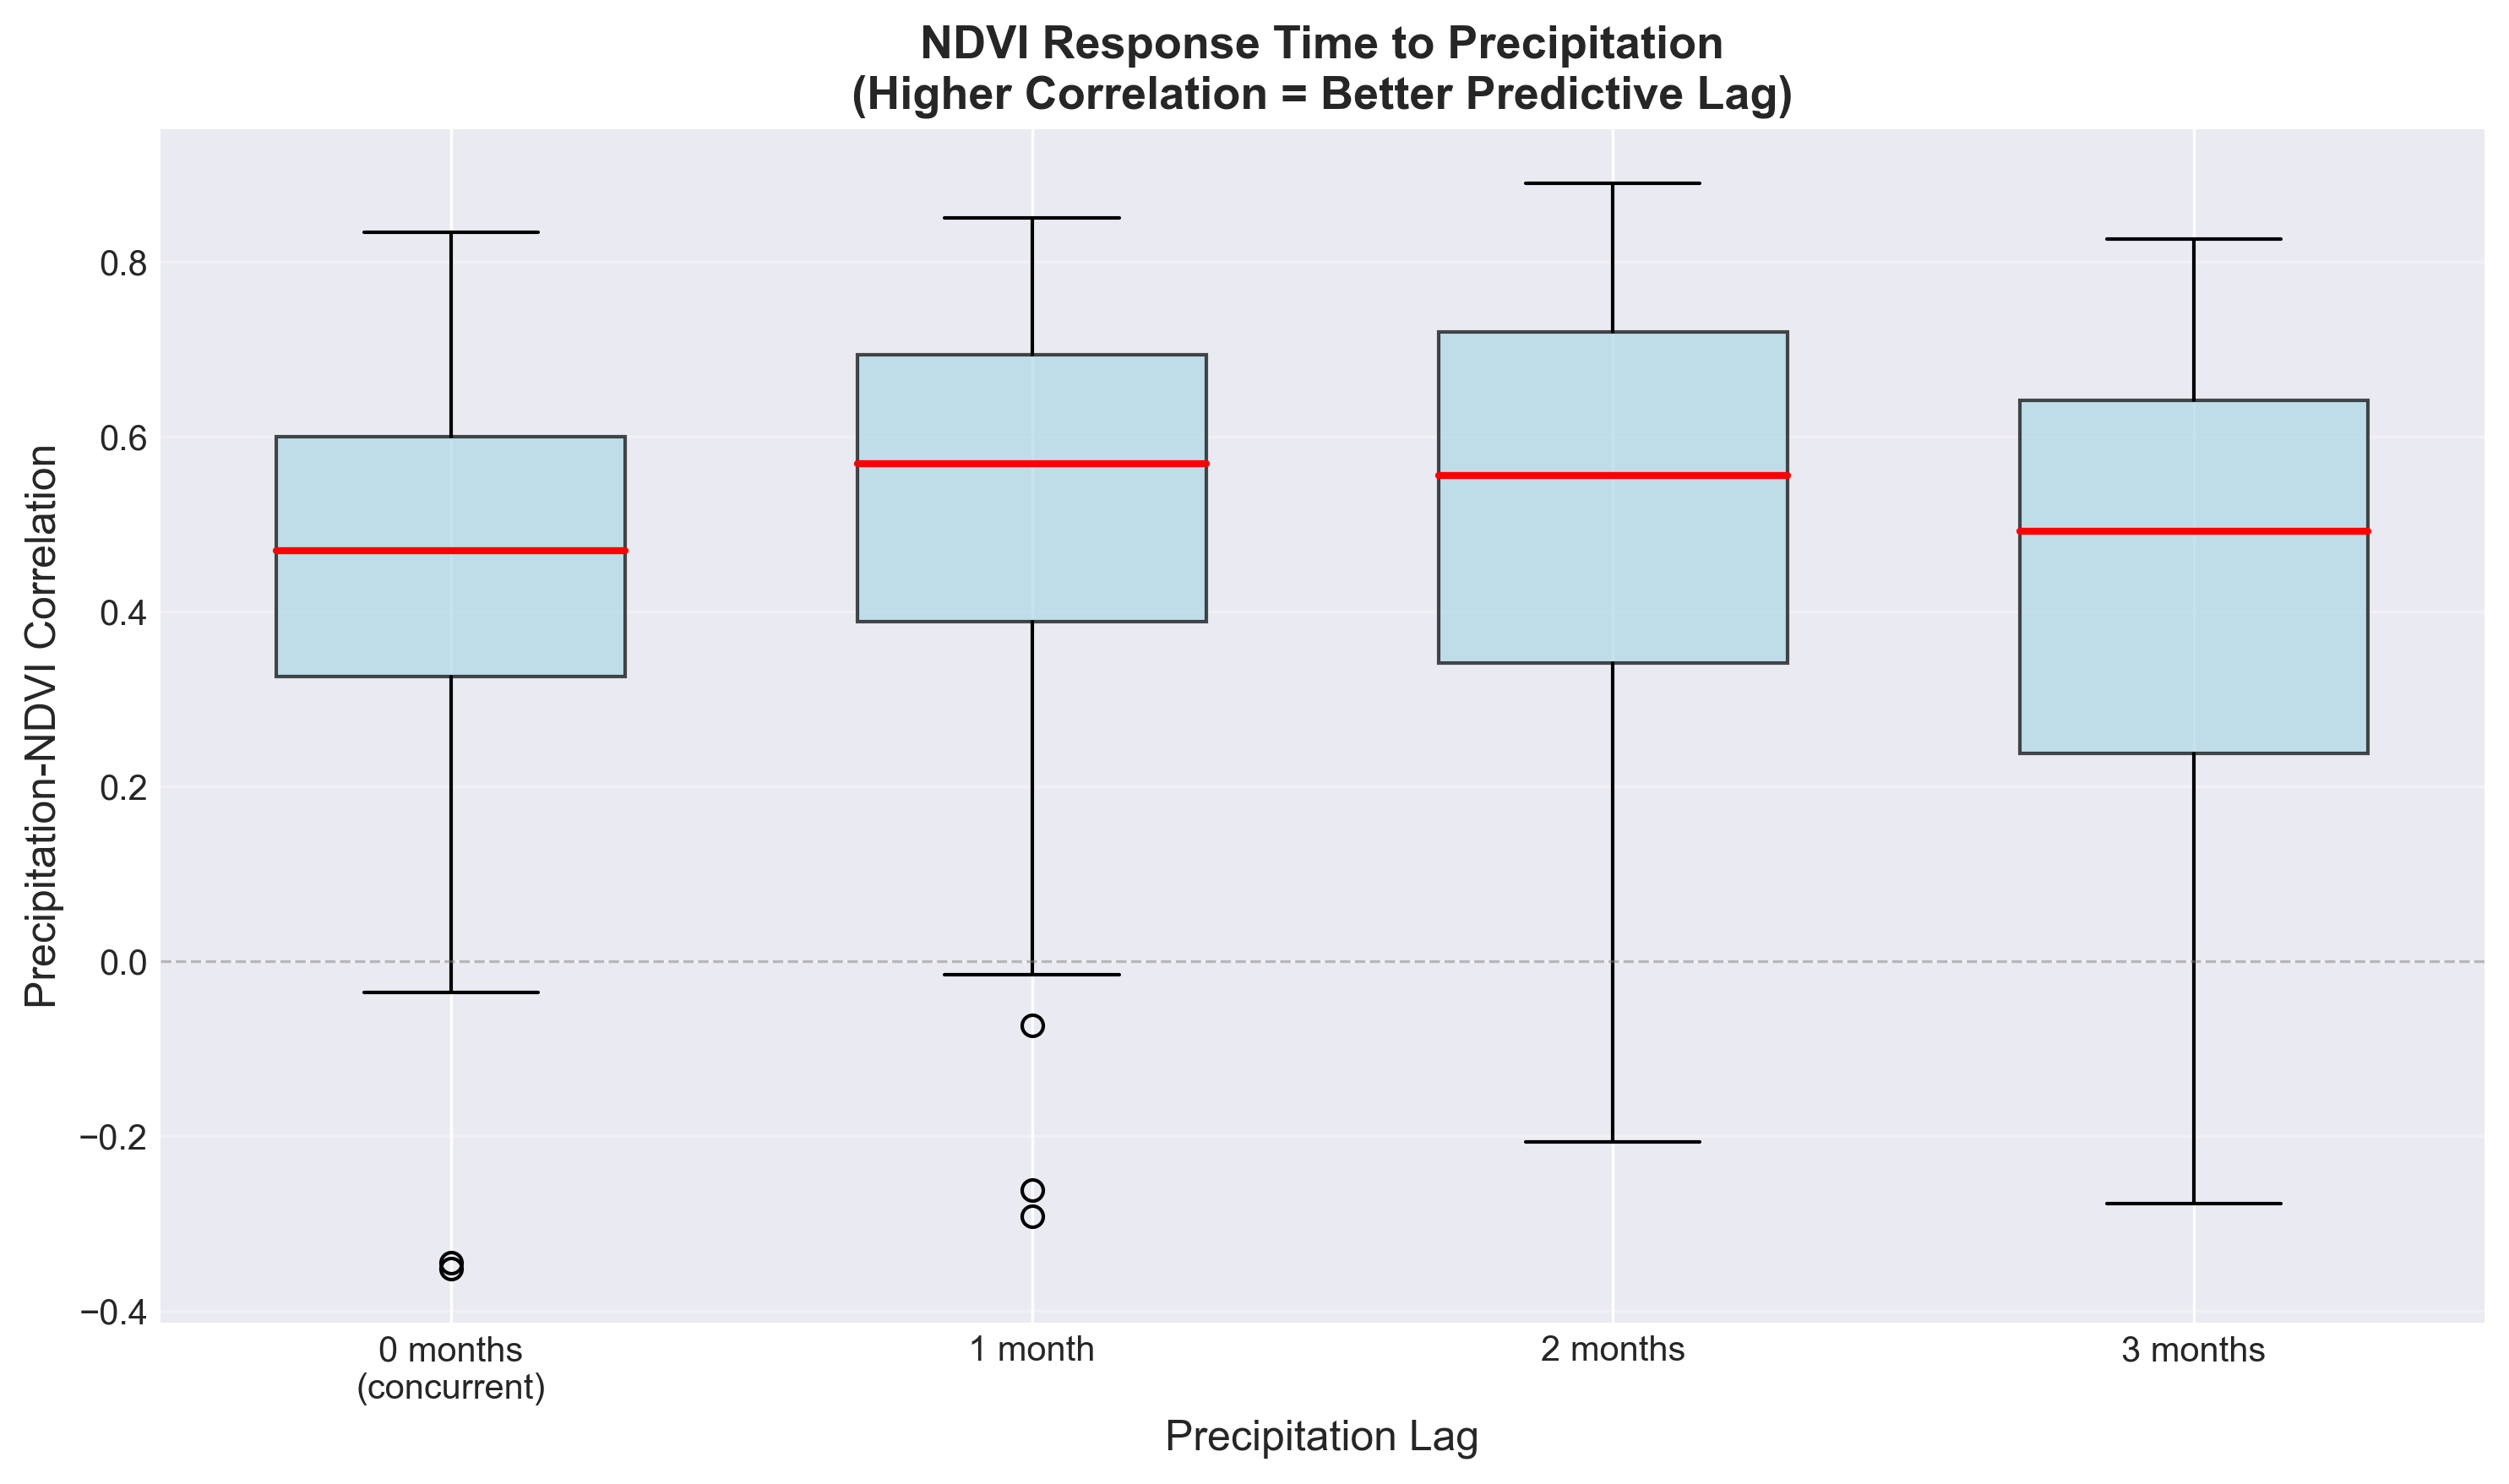 NDVI Response Time to Precipitation
(Higher Correlation = Better Predictive Lag)
Precipitation-NDVI Correlation
0.8
0.6
0.4
0.2
0.0
−0.2
−0.4
0 months
(concurrent)
1 month
2 months
3 months
Precipitation Lag